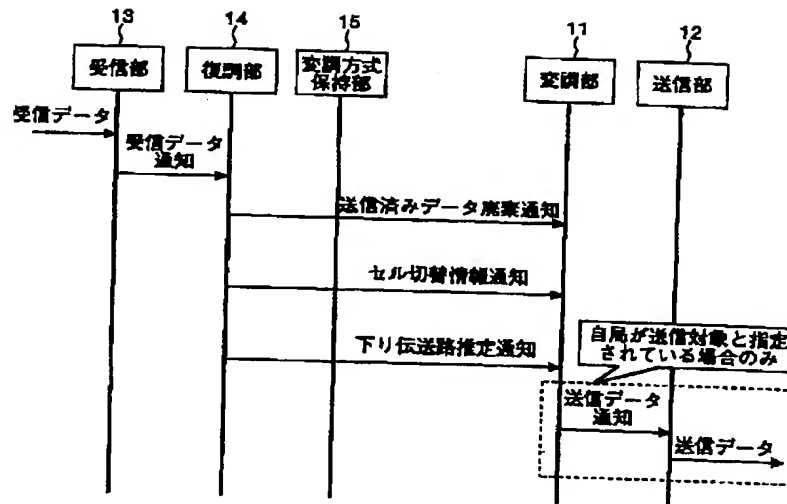 13
14
15
11
12
受信部
復調部
変調方式
保持部
変調部
送信部
受信データ
受信データ
通知
送信済みデータ廃棄通知
セル切替情報通知
下り伝送路推定通知
自局が送信対象と指定
されている場合のみ
送信データ
通知
送信データ